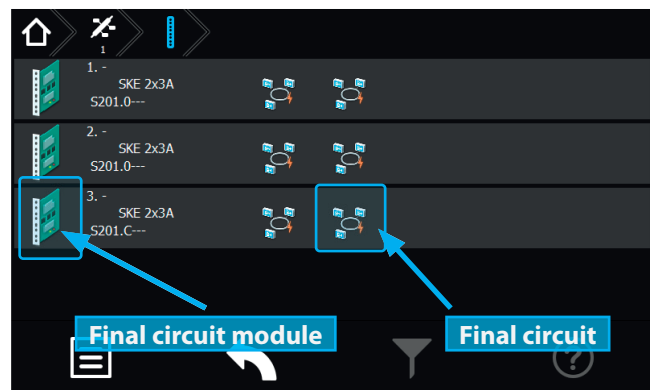 1
1. -
SKE 2x3A
S201.0---
2. -
SKE 2x3A
S201.0---
3. -
SKE 2x3A
S201.C---
Final circuit module
Final circuit
?